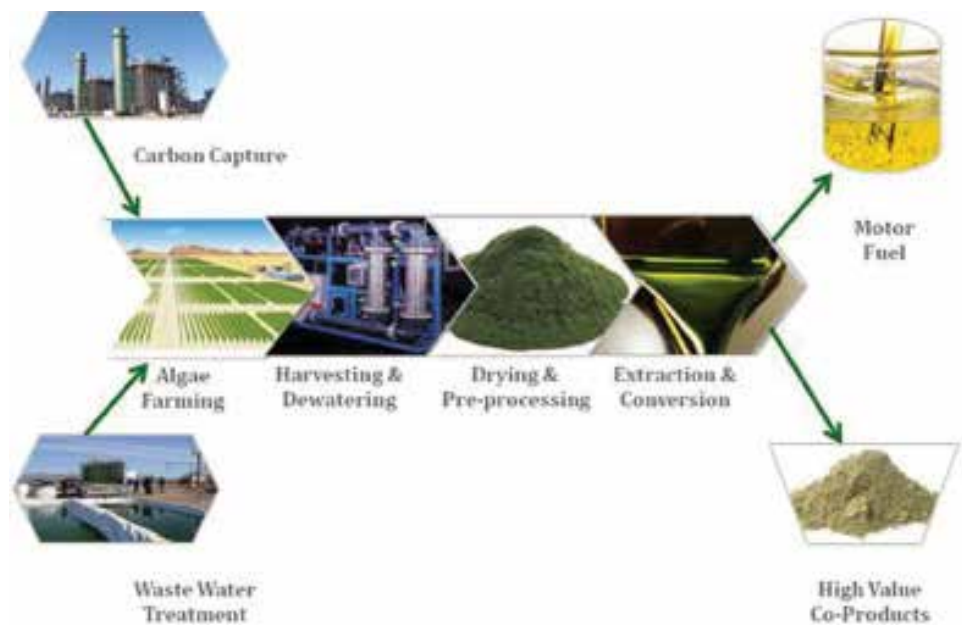 Carbon Capture
Motor
Fuel
Algae
Farming
Harvesting &
Dewatering
Drying &
Pre-processing
Extraction &
Conversion
Waste Water
Treatment
High Value
Co-Products